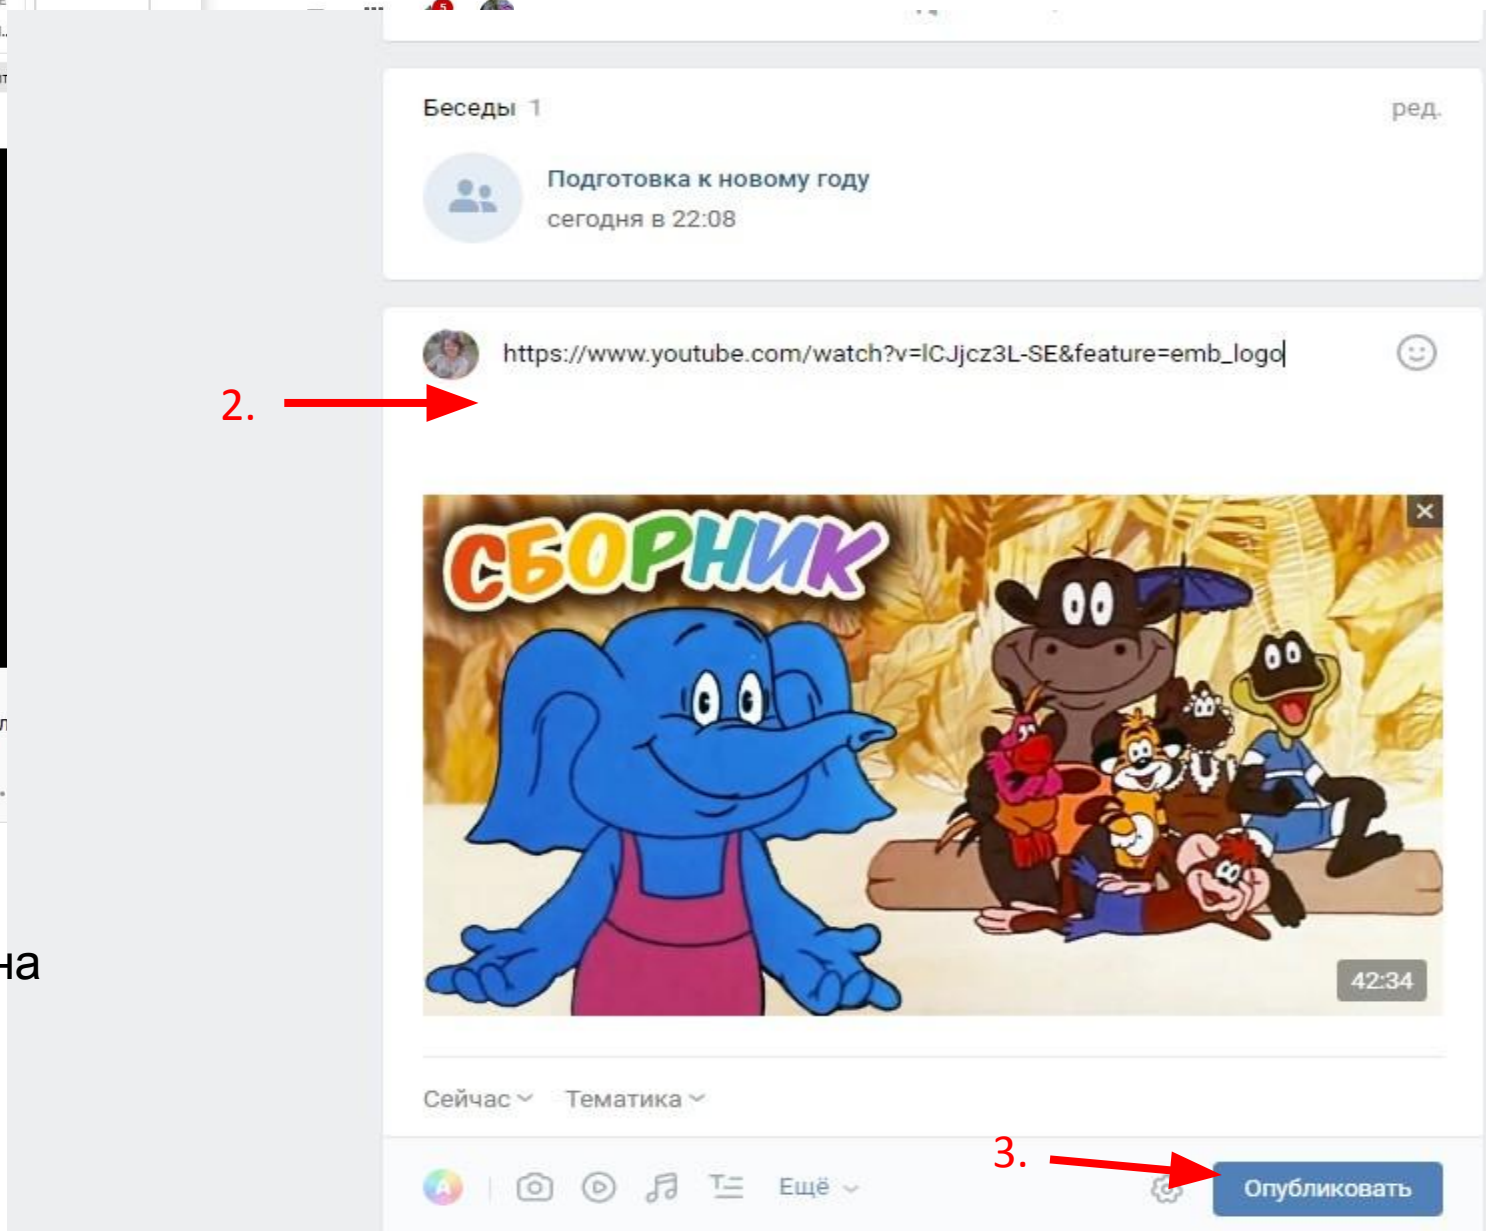 5
Беседы 1
ред.
Подготовка к новому году
сегодня в 22:08
https://www.youtube.com/watch?v=lCJjcz3L-SE&feature=emb_logo
2.
СБОРНИК
на
42:34
Сейчас Тематика
3.
A
Ещё
Опубликовать